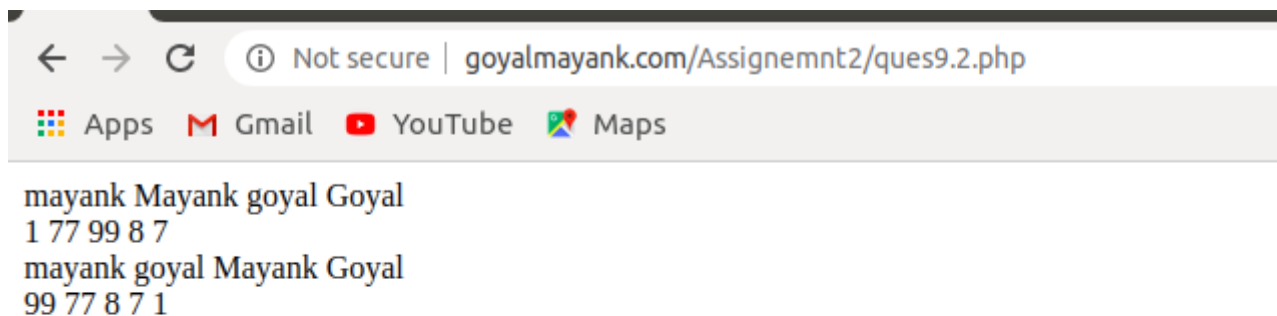 Not secure | goyalmayank.com/Assignemnt2/ques9.2.php
Apps Gmail YouTube Maps
mayank Mayank goyal Goyal
1 77 99 8 7
mayank goyal Mayank Goyal
99 77 8 7 1